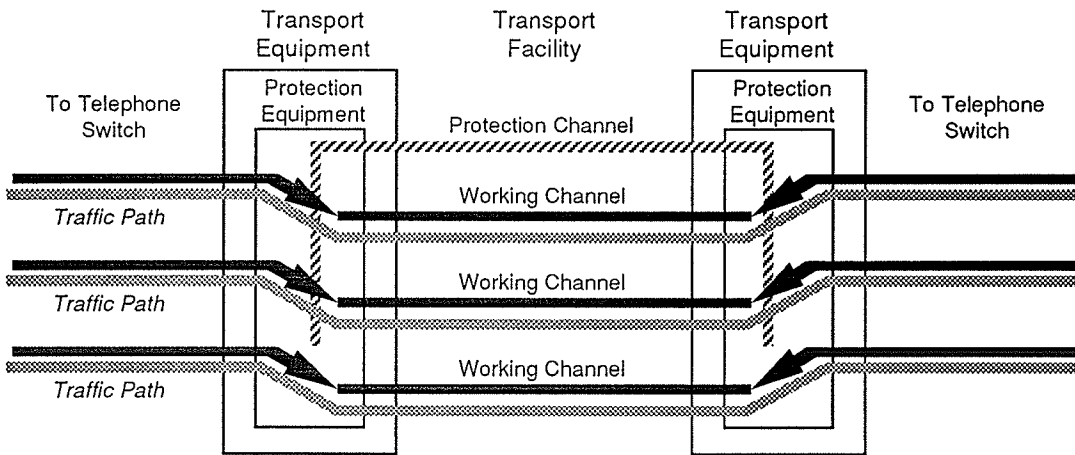 Transport
Equipment
Transport
Facility
Transport
Equipment
To Telephone
Switch
Protection
Equipment
Protection Channel
Protection
Equipment
To Telephone
Switch
Working Channel
Traffic Path
Working Channel
Traffic Path
Working Channel
Traffic Path